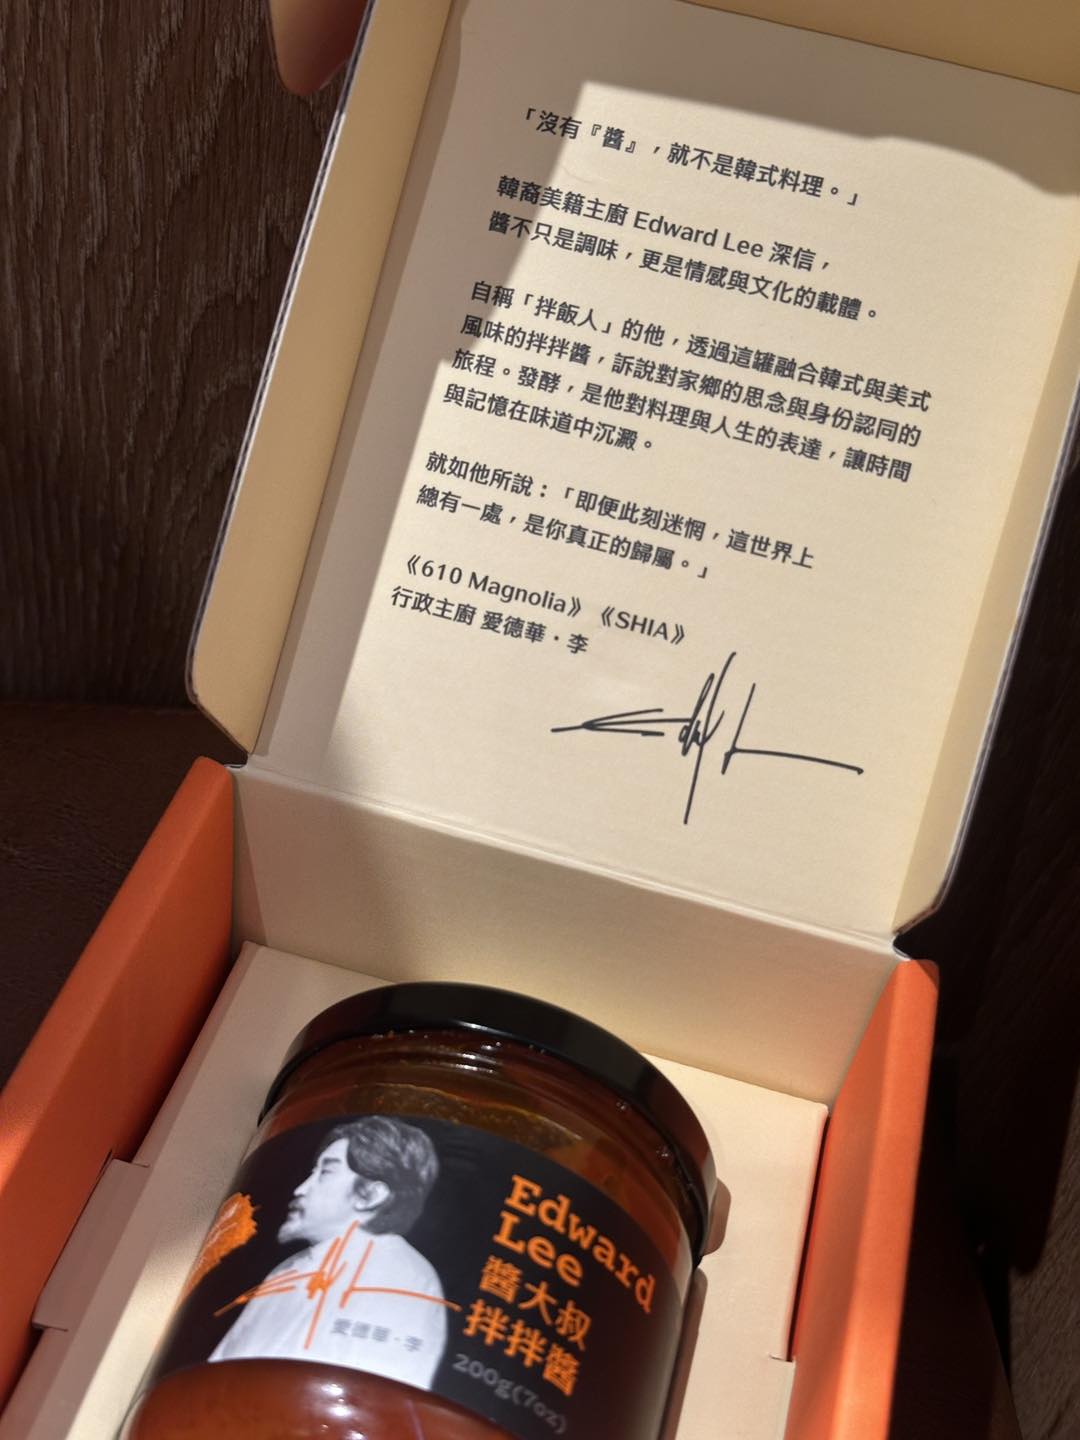 「沒有『醬』，就不是韓式料理。」
韓裔美籍主廚 Edward Lee 深信，
醬不只是調味，更是情感與文化的載體。
自稱「拌飯人」的他，透過這罐融合韓式與美式
風味的拌拌醬，訴說對家鄉的思念與身份認同的
旅程。發酵，是他對料理與人生的表達，讓時間
與記憶在味道中沉澱。
就如他所說：「即便此刻迷惘，這世界上
總有一處，是你真正的歸屬。」
《610 Magnolia》《SHIA》
行政主廚 愛德華·李
Edward
Lee
醬大叔
拌拌醬
愛德華·李
200g(7oz)